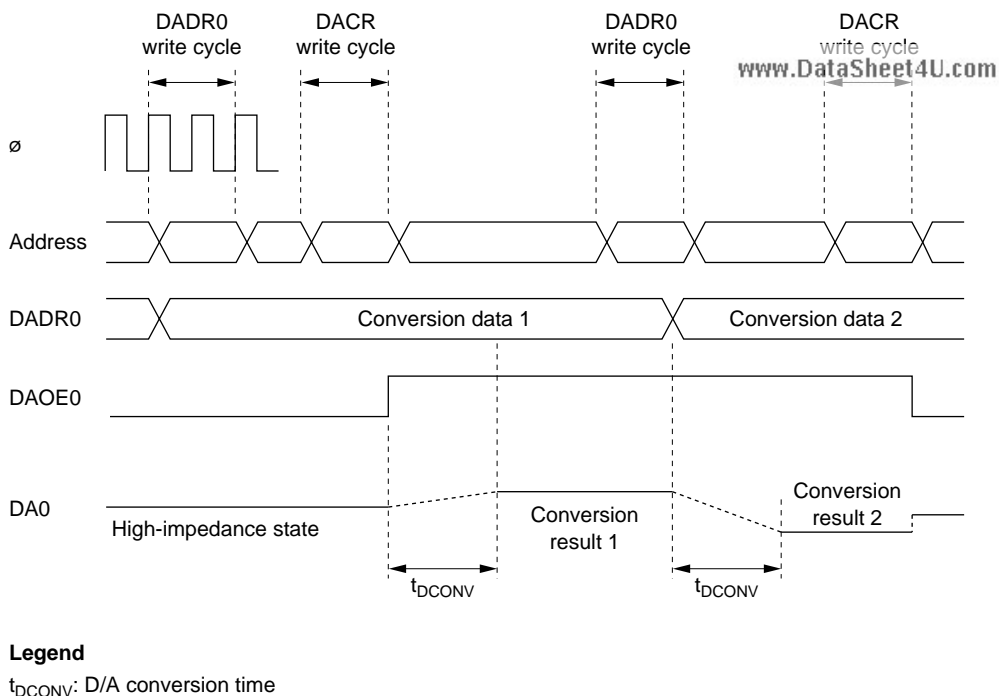 DADR0
write cycle
DACR
write cycle
DADR0
write cycle
DACR
write cycle
www.DataSheet4U.com
ø
Address
DADR0
Conversion data 1
Conversion data 2
DAOE0
DA0
High-impedance state
Conversion
result 1
Conversion
result 2
tDCONV
tDCONV
Legend
tDCONV: D/A conversion time